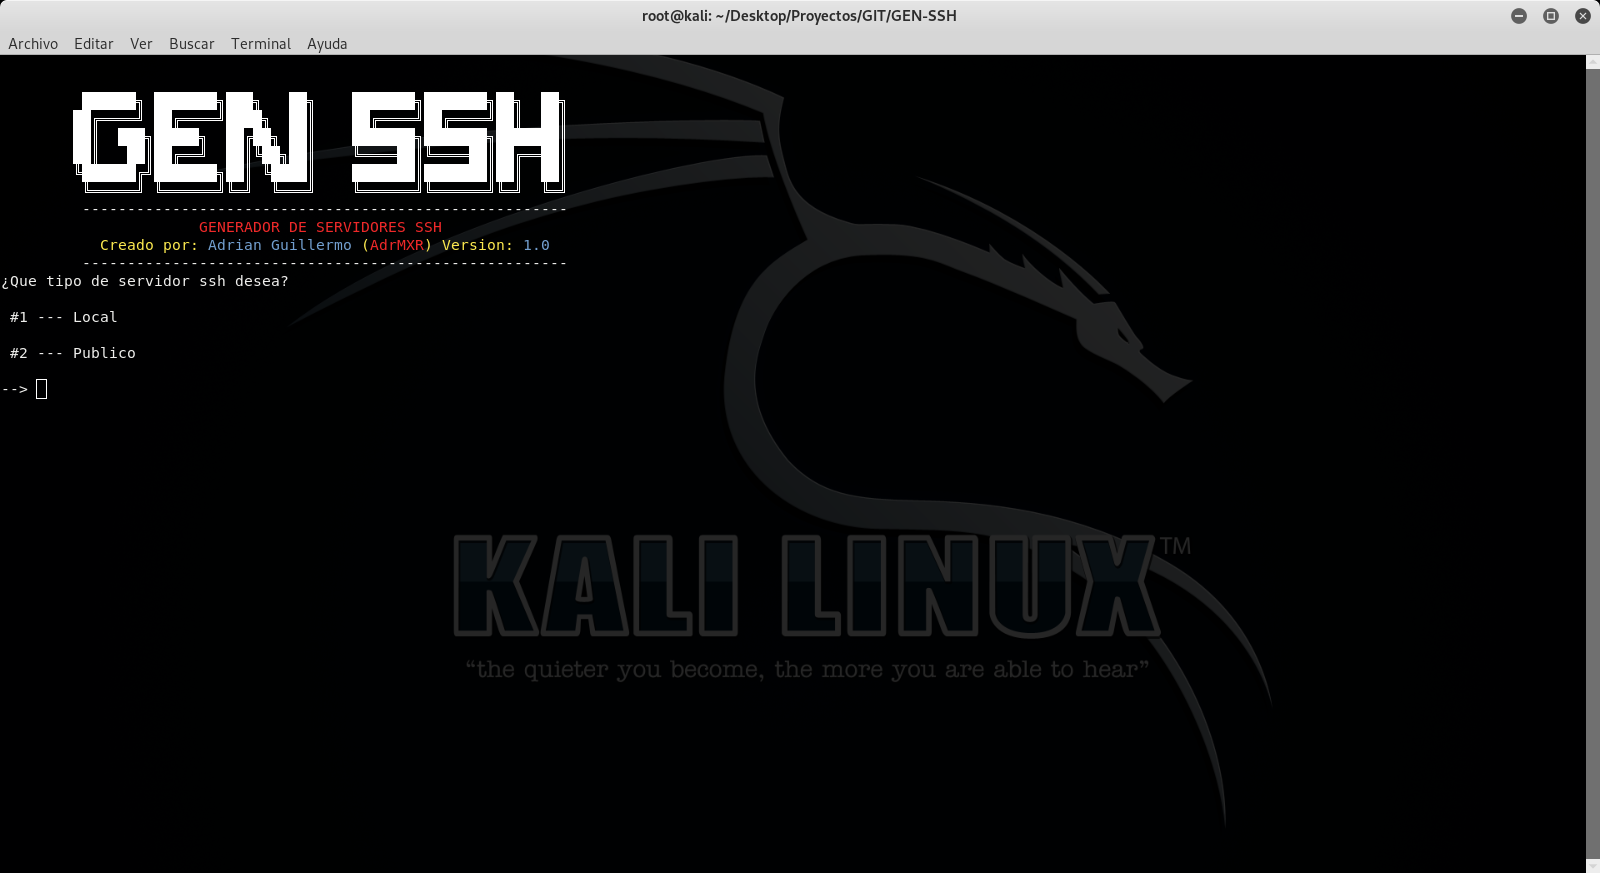 root@kali: ~/Desktop/Proyectos/GIT/GEN-SSH
Archivo Editar Ver Buscar Terminal Ayuda
GEN SSH
------------------------------------------------------
GENERADOR DE SERVIDORES SSH
Creado por: Adrian Guillermo (AdrMXR) Version: 1.0
------------------------------------------------------
¿Que tipo de servidor ssh desea?
#1 --- Local
#2 --- Publico
-->
KALI LINUX TM
“the quieter you become, the more you are able to hear”